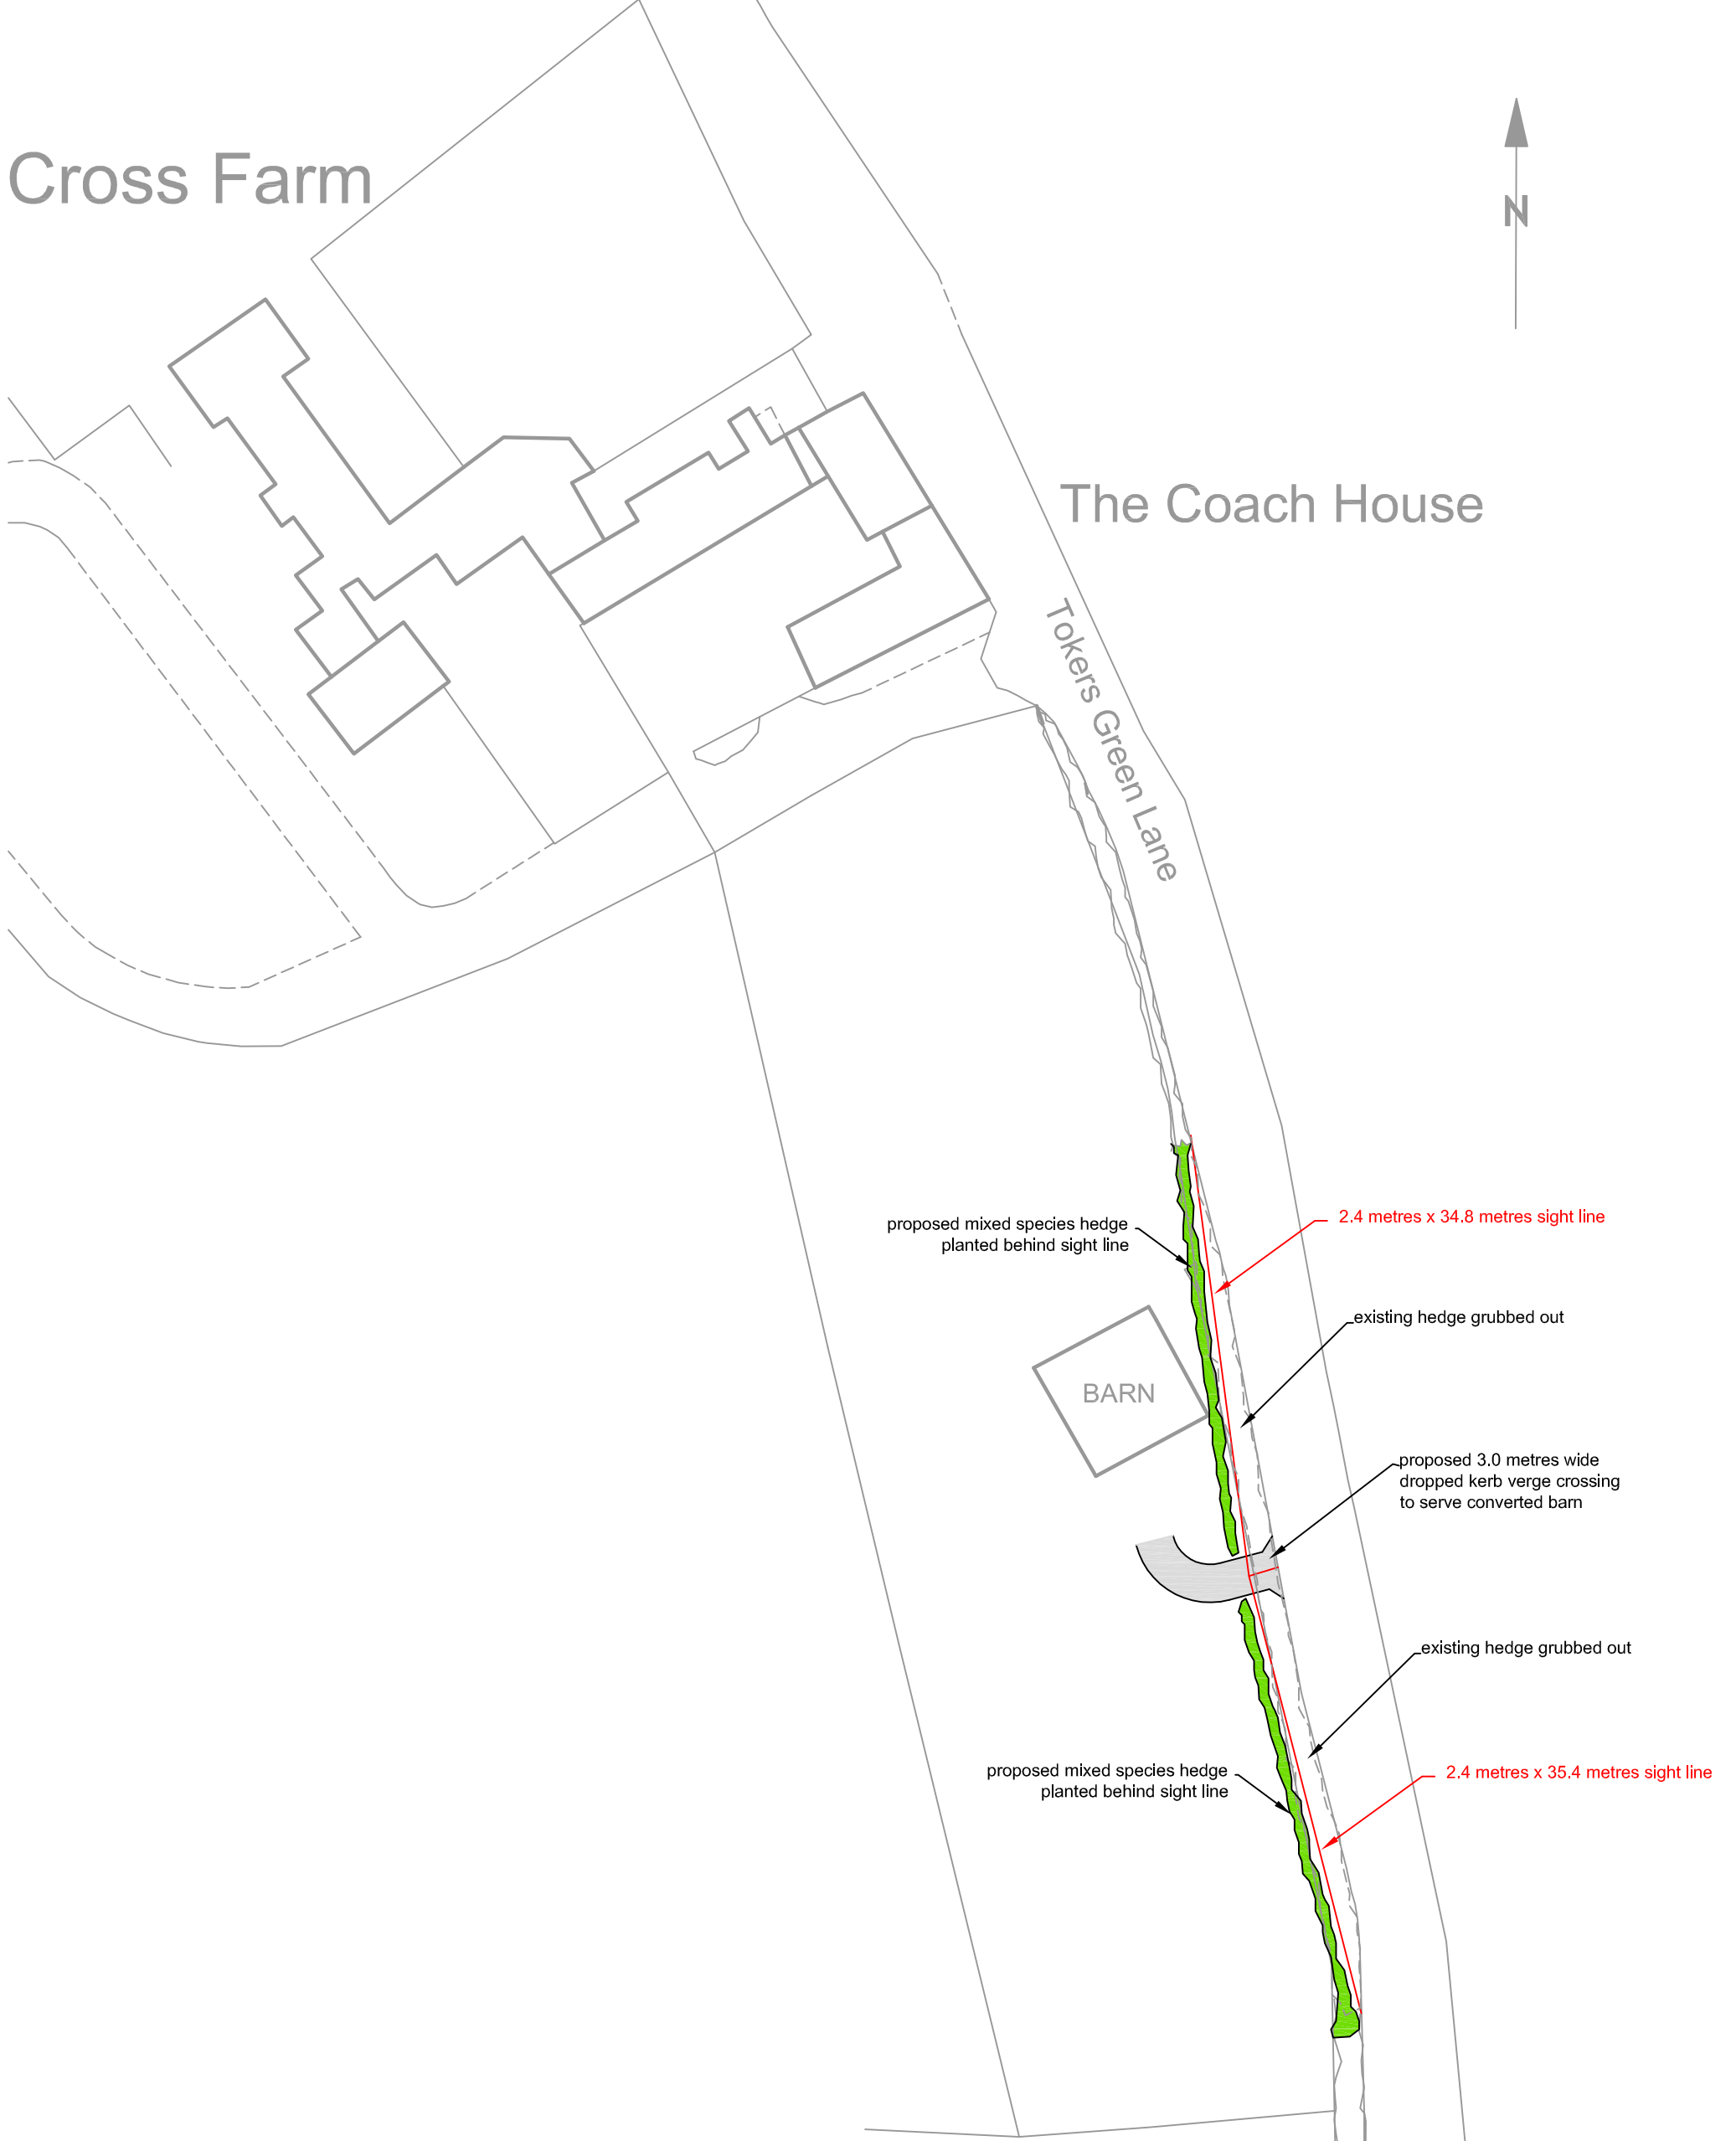 Cross Farm
N
The Coach House
Tokers Green Lane
proposed mixed species hedge
planted behind sight line
2.4 metres x 34.8 metres sight line
existing hedge grubbed out
BARN
proposed 3.0 metres wide
dropped kerb verge crossing
to serve converted barn
existing hedge grubbed out
proposed mixed species hedge
planted behind sight line
2.4 metres x 35.4 metres sight line